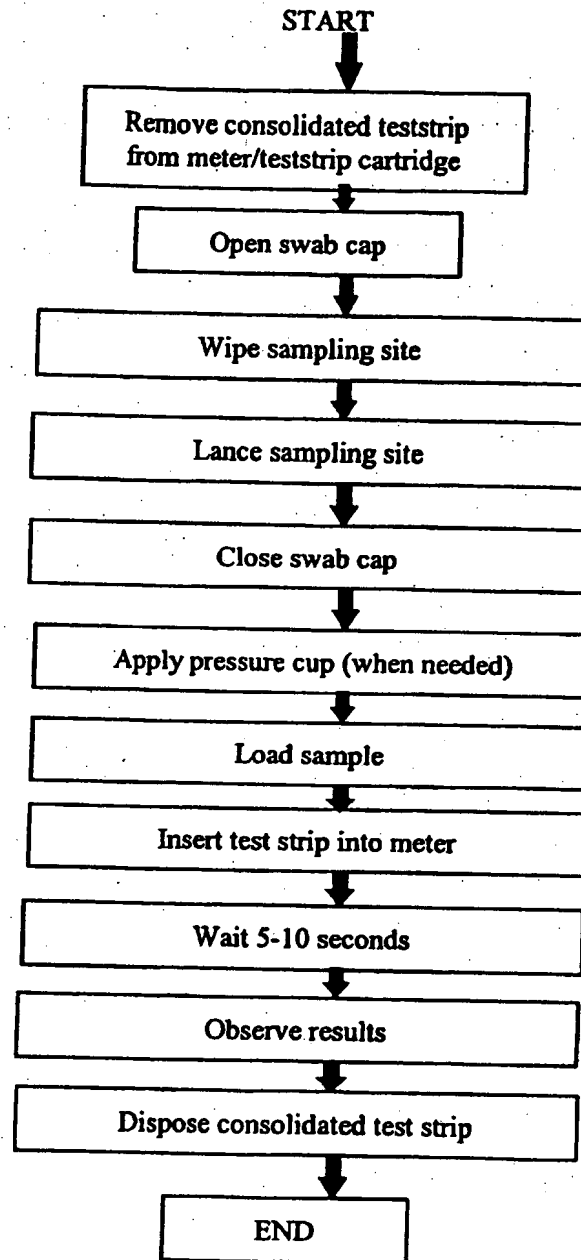 START
Remove consolidated teststrip
from meter/teststrip cartridge
Open swab cap
Wipe sampling site
Lance sampling site
Close swab cap
Apply pressure cup (when needed)
Load sample
Insert test strip into meter
Wait 5-10 seconds
Observe results
Dispose consolidated test strip
END